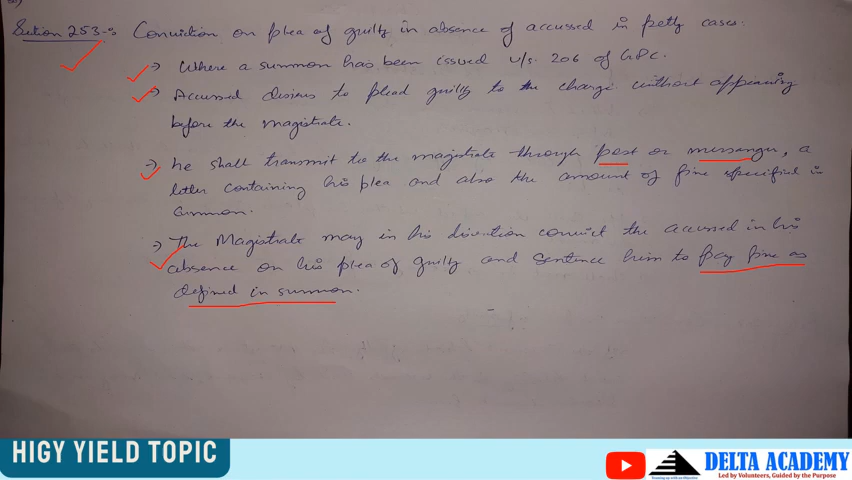 Section 253-: Conviction on plea of guilty in absence of accussed in petty cases.
→ Where a summon has been issued u/s. 206 of CrPC.
→ Accussed desires to plead guilty to the charge without appearing
before the magistrate.
→ he shall transmit to the magistrate through post or messanger, a
letter containing his plea and also the amount of fine specified in
summon.
→ The Magistrate may in his discretion convict the accussed in his
absence on his plea of guilty and sentence him to pay fine as
defined in summon.
HIGY YIELD TOPIC
DELTA ACADEMY
Led by Volunteers, Guided by the Purpose